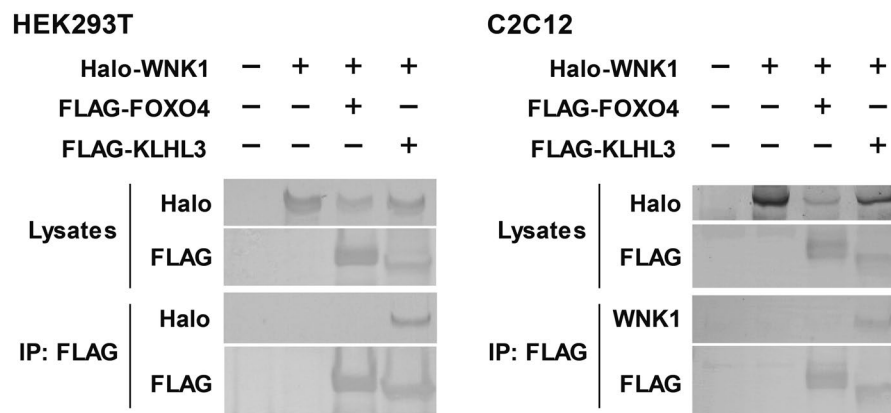 HEK293T
Halo-WNK1 − + + +
FLAG-FOXO4 − − + −
FLAG-KLHL3 − − − +
Lysates
Halo
FLAG
IP: FLAG
Halo
FLAG
C2C12
Halo-WNK1 − + + +
FLAG-FOXO4 − − + −
FLAG-KLHL3 − − − +
Lysates
Halo
FLAG
IP: FLAG
WNK1
FLAG